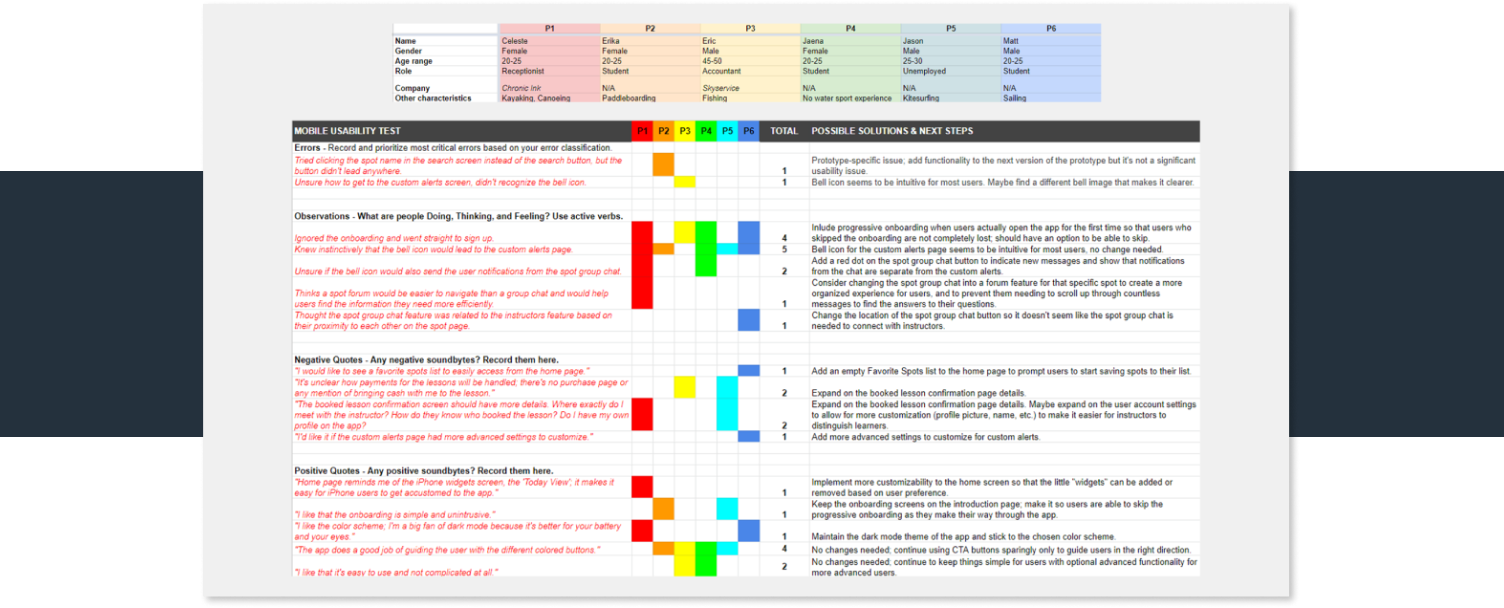 P1 P2 P3 P4 P5 P6
Name Celeste Erika Eric Jaena Jason Matt
Gender Female Female Male Female Male Male
Age range 20-25 20-25 45-50 20-25 25-30 20-25
Role Receptionist Student Accountant Student Unemployed Student
Company Chronic Ink N/A Skyservice N/A N/A N/A
Other characteristics Kayaking, Canoeing Paddleboarding Fishing No water sport experience Kitesurfing Sailing
MOBILE USABILITY TEST P1 P2 P3 P4 P5 P6 TOTAL POSSIBLE SOLUTIONS & NEXT STEPS
Errors - Record and prioritize most critical errors based on your error classification.
Tried clicking the spot name in the search screen instead of the search button, but the
button didn't lead anywhere.
1
Prototype-specific issue; add functionality to the next version of the prototype but it's not a significant
usability issue.
Unsure how to get to the custom alerts screen, didn't recognize the bell icon.
1
Bell icon seems to be intuitive for most users. Maybe find a different bell image that makes it clearer.
Observations - What are people Doing, Thinking, and Feeling? Use active verbs.
Ignored the onboarding and went straight to sign up.
4
Inlude progressive onboarding when users actually open the app for the first time so that users who
skipped the onboarding are not completely lost; should have an option to be able to skip.
Knew instinctively that the bell icon would lead to the custom alerts page.
5
Bell icon for the custom alerts page seems to be intuitive for most users, no change needed.
Unsure if the bell icon would also send the user notifications from the spot group chat.
2
Add a red dot on the spot group chat button to indicate new messages and show that notifications
from the chat are separate from the custom alerts.
Thinks a spot forum would be easier to navigate than a group chat and would help
users find the information they need more efficiently.
1
Consider changing the spot group chat into a forum feature for that specific spot to create a more
organized experience for users, and to prevent them needing to scroll up through countless
messages to find the answers to their questions.
Thought the spot group chat feature was related to the instructors feature based on
their proximity to each other on the spot page.
1
Change the location of the spot group chat button so it doesn't seem like the spot group chat is
needed to connect with instructors.
Negative Quotes - Any negative soundbytes? Record them here.
"I would like to see a favorite spots list to easily access from the home page."
1
Add an empty Favorite Spots list to the home page to prompt users to start saving spots to their list.
"It's unclear how payments for the lessons will be handled, there's no purchase page or
any mention of bringing cash with me to the lesson."
2
Expand on the booked lesson confirmation page details.
"The booked lesson confirmation screen should have more details. Where exactly do I
meet with the instructor? How do they know who booked the lesson? Do I have my own
profile on the app?
2
Expand on the booked lesson confirmation page details. Maybe expand on the user account settings
to allow for more customization (profile picture, name, etc.) to make it easier for instructors to
distinguish learners.
"I'd like it if the custom alerts page had more advanced settings to customize."
1
Add more advanced settings to customize for custom alerts.
Positive Quotes - Any positive soundbytes? Record them here.
"Home page reminds me of the iPhone widgets screen, the 'Today View'; it makes it
easy for iPhone users to get accustomed to the app."
1
Implement more customizability to the home screen so that the little "widgets" can be added or
removed based on user preference.
"I like that the onboarding is simple and unintrusive."
1
Keep the onboarding screens on the introduction page; make it so users are able to skip the
progressive onboarding as they make their way through the app.
"I like the color scheme; I'm a big fan of dark mode because it's better for your battery
and your eyes."
1
Maintain the dark mode theme of the app and stick to the chosen color scheme.
"The app does a good job of guiding the user with the different colored buttons."
4
No changes needed; continue using CTA buttons sparingly only to guide users in the right direction.
"I like that it's easy to use and not complicated at all."
2
No changes needed; continue to keep things simple for users with optional advanced functionality for
more advanced users.